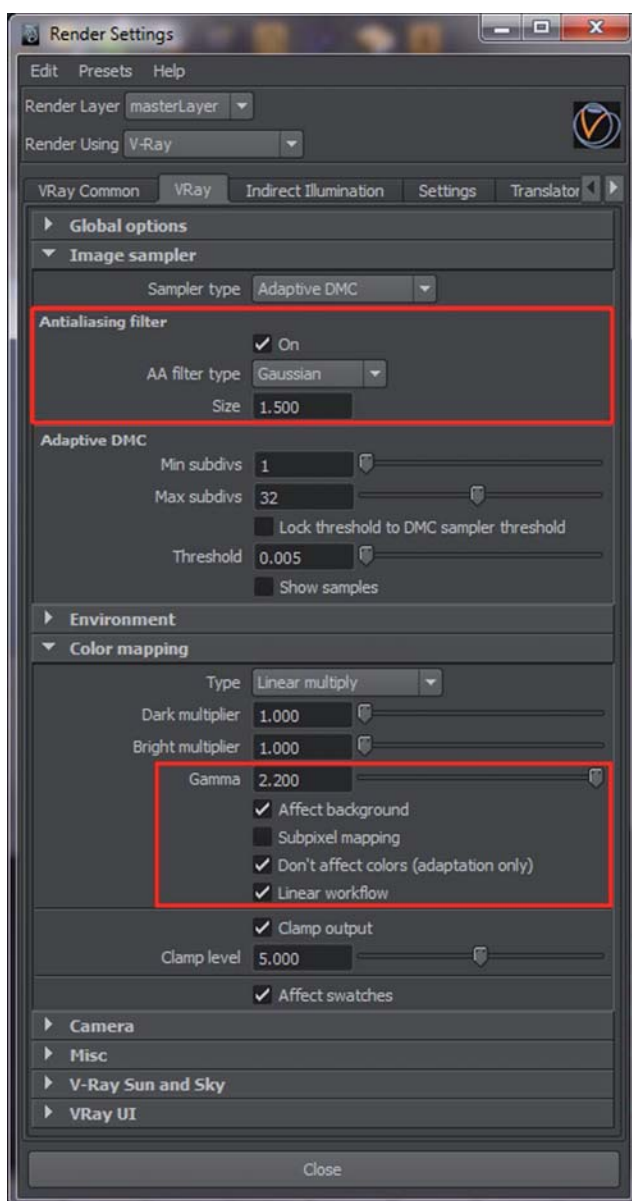 Render Settings
Edit Presets Help
Render Layer masterLayer
Render Using V-Ray
VRay Common VRay Indirect Illumination Settings Translator
Global options
Image sampler
Sampler type Adaptive DMC
Antialiasing filter
On
AA filter type Gaussian
Size 1.500
Adaptive DMC
Min subdivs 1
Max subdivs 32
Lock threshold to DMC sampler threshold
Threshold 0.005
Show samples
Environment
Color mapping
Type Linear multiply
Dark multiplier 1.000
Bright multiplier 1.000
Gamma 2.200
Affect background
Subpixel mapping
Don't affect colors (adaptation only)
Linear workflow
Clamp output
Clamp level 5.000
Affect swatches
Camera
Misc
V-Ray Sun and Sky
VRay UI
Close